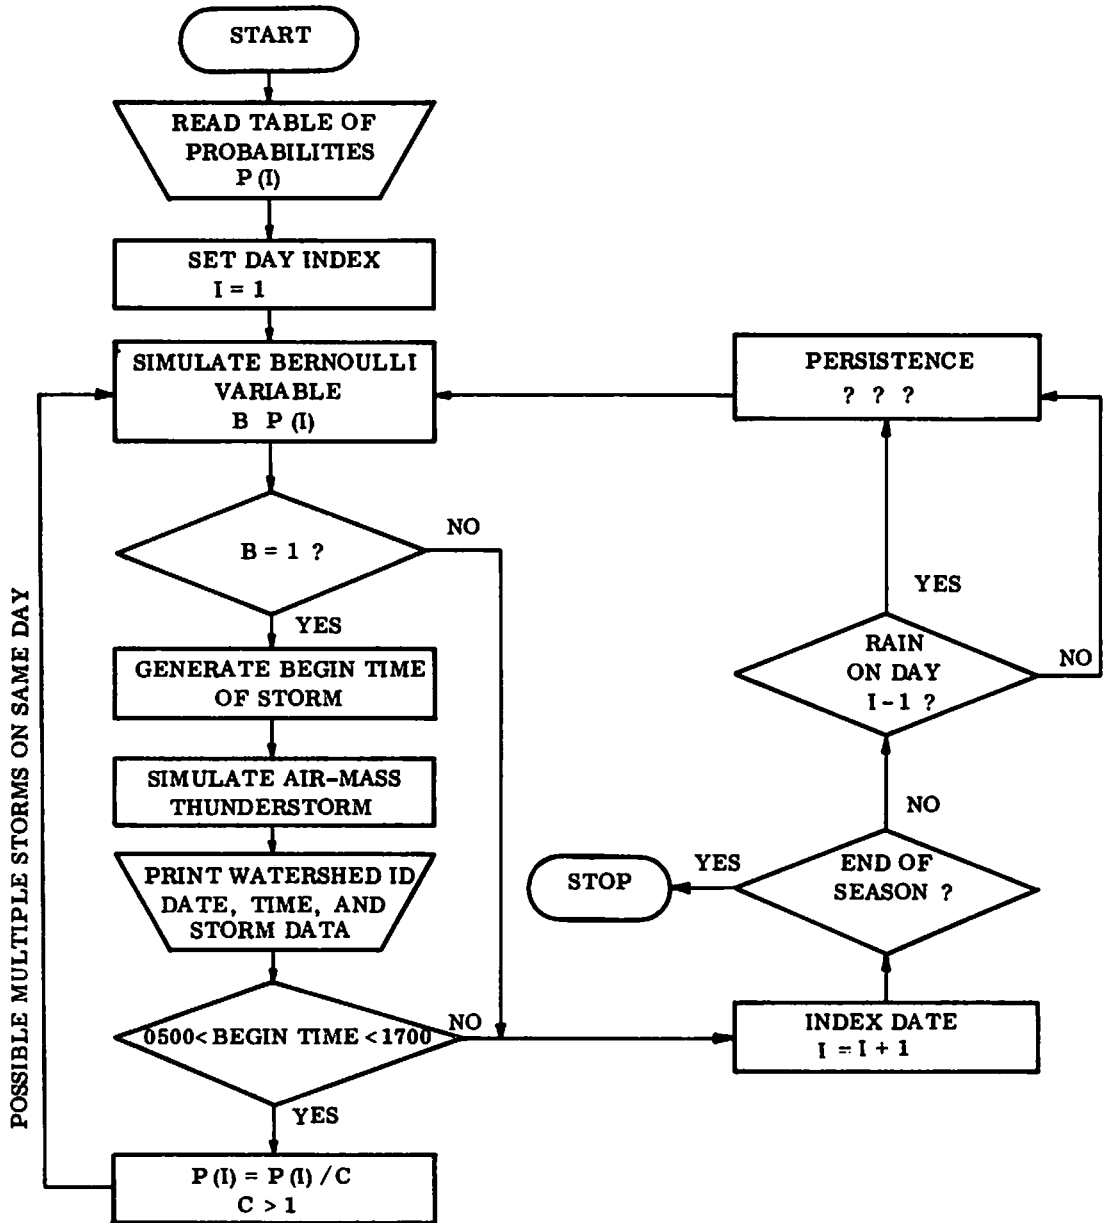 START
READ TABLE OF
PROBABILITIES
P (I)
SET DAY INDEX
I = 1
SIMULATE BERNOULLI
VARIABLE
B P (I)
B = 1 ?
NO
YES
GENERATE BEGIN TIME
OF STORM
SIMULATE AIR-MASS
THUNDERSTORM
PRINT WATERSHED ID
DATE, TIME, AND
STORM DATA
0500< BEGIN TIME <1700
NO
YES
P (I) = P (I) / C
C > 1
POSSIBLE MULTIPLE STORMS ON SAME DAY
PERSISTENCE
? ? ?
YES
RAIN
ON DAY
I - 1 ?
NO
NO
END OF
SEASON ?
YES
STOP
INDEX DATE
I = I + 1